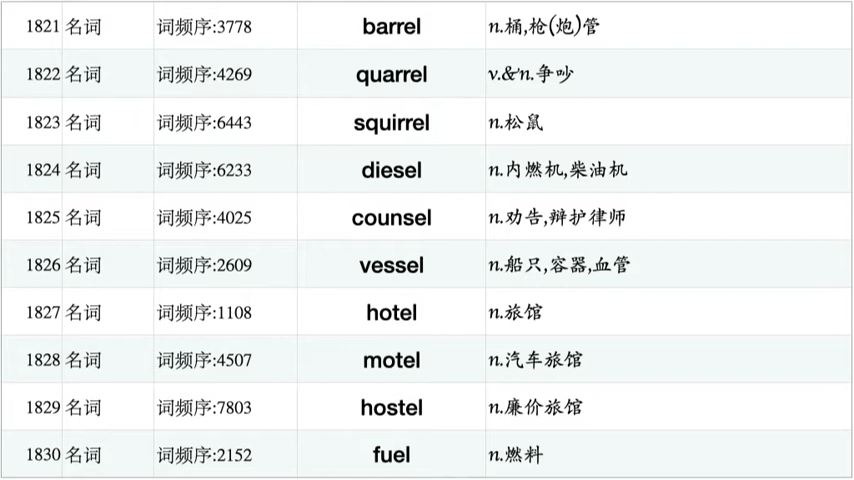 1821 名词 词频序:3778 barrel n.桶,枪(炮)管
1822 名词 词频序:4269 quarrel v.&n.争吵
1823 名词 词频序:6443 squirrel n.松鼠
1824 名词 词频序:6233 diesel n.内燃机,柴油机
1825 名词 词频序:4025 counsel n.劝告,辩护律师
1826 名词 词频序:2609 vessel n.船只,容器,血管
1827 名词 词频序:1108 hotel n.旅馆
1828 名词 词频序:4507 motel n.汽车旅馆
1829 名词 词频序:7803 hostel n.廉价旅馆
1830 名词 词频序:2152 fuel n.燃料